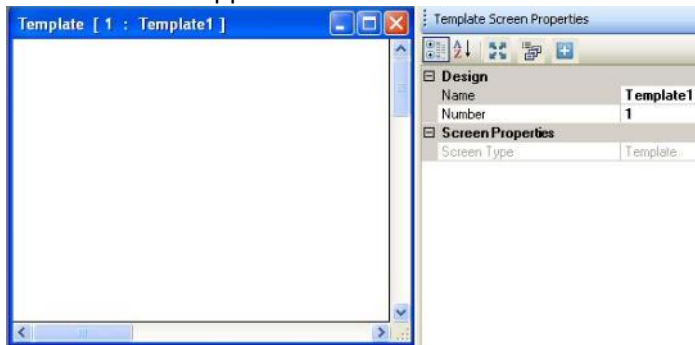 Template [ 1 : Template1 ]
Template Screen Properties
Design
Name Template1
Number 1
Screen Properties
Screen Type Template